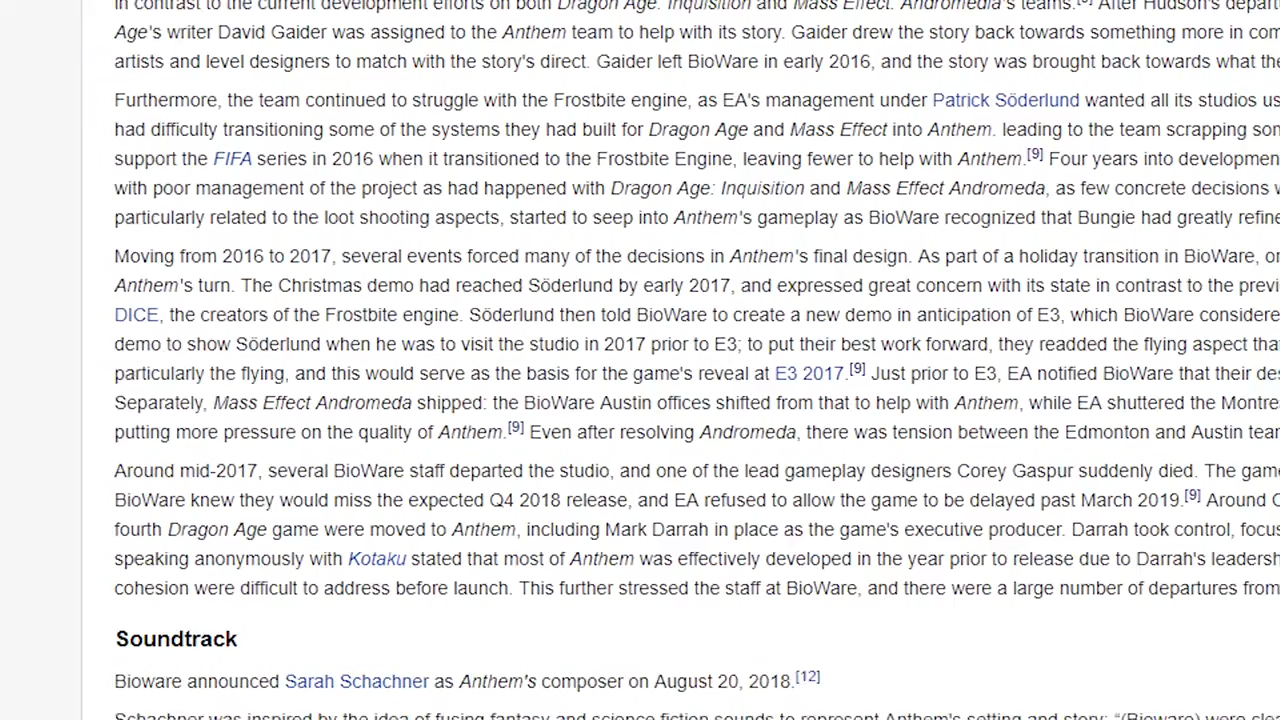 in contrast to the current development efforts on both Dragon Age: Inquisition and Mass Effect: Andromedia's teams.[9] After Hudson's depart
Age's writer David Gaider was assigned to the Anthem team to help with its story. Gaider drew the story back towards something more in com
artists and level designers to match with the story's direct. Gaider left BioWare in early 2016, and the story was brought back towards what the
Furthermore, the team continued to struggle with the Frostbite engine, as EA's management under Patrick Söderlund wanted all its studios us
had difficulty transitioning some of the systems they had built for Dragon Age and Mass Effect into Anthem. leading to the team scrapping som
support the FIFA series in 2016 when it transitioned to the Frostbite Engine, leaving fewer to help with Anthem.[9] Four years into developmen
with poor management of the project as had happened with Dragon Age: Inquisition and Mass Effect Andromeda, as few concrete decisions w
particularly related to the loot shooting aspects, started to seep into Anthem's gameplay as BioWare recognized that Bungie had greatly refine
Moving from 2016 to 2017, several events forced many of the decisions in Anthem's final design. As part of a holiday transition in BioWare, or
Anthem's turn. The Christmas demo had reached Söderlund by early 2017, and expressed great concern with its state in contrast to the previ
DICE, the creators of the Frostbite engine. Söderlund then told BioWare to create a new demo in anticipation of E3, which BioWare considere
demo to show Söderlund when he was to visit the studio in 2017 prior to E3; to put their best work forward, they readded the flying aspect tha
particularly the flying, and this would serve as the basis for the game's reveal at E3 2017.[9] Just prior to E3, EA notified BioWare that their des
Separately, Mass Effect Andromeda shipped: the BioWare Austin offices shifted from that to help with Anthem, while EA shuttered the Montre
putting more pressure on the quality of Anthem.[9] Even after resolving Andromeda, there was tension between the Edmonton and Austin tear
Around mid-2017, several BioWare staff departed the studio, and one of the lead gameplay designers Corey Gaspur suddenly died. The game
BioWare knew they would miss the expected Q4 2018 release, and EA refused to allow the game to be delayed past March 2019.[9] Around O
fourth Dragon Age game were moved to Anthem, including Mark Darrah in place as the game's executive producer. Darrah took control, focus
speaking anonymously with Kotaku stated that most of Anthem was effectively developed in the year prior to release due to Darrah's leadersh
cohesion were difficult to address before launch. This further stressed the staff at BioWare, and there were a large number of departures from
Soundtrack
Bioware announced Sarah Schachner as Anthem's composer on August 20, 2018.[12]
Schachner was inspired by the idea of fusing fantasy and science fiction sounds to represent Anthem's setting and story: "(Bioware) were